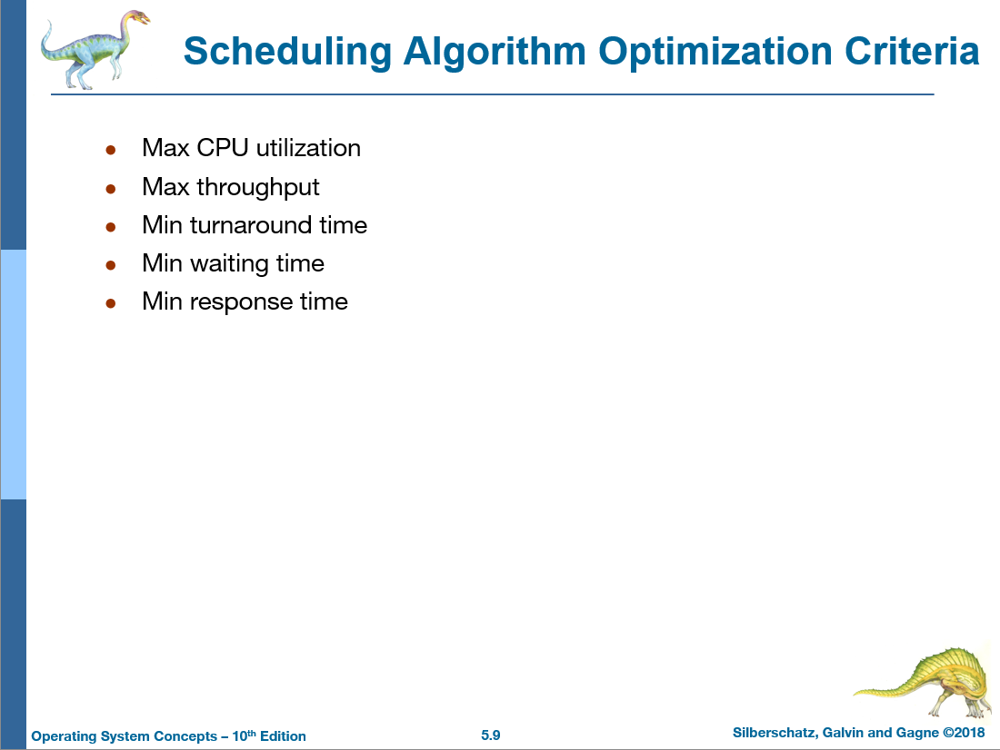 Scheduling Algorithm Optimization Criteria
● Max CPU utilization
● Max throughput
● Min turnaround time
● Min waiting time
● Min response time
Operating System Concepts – 10th Edition
5.9
Silberschatz, Galvin and Gagne ©2018